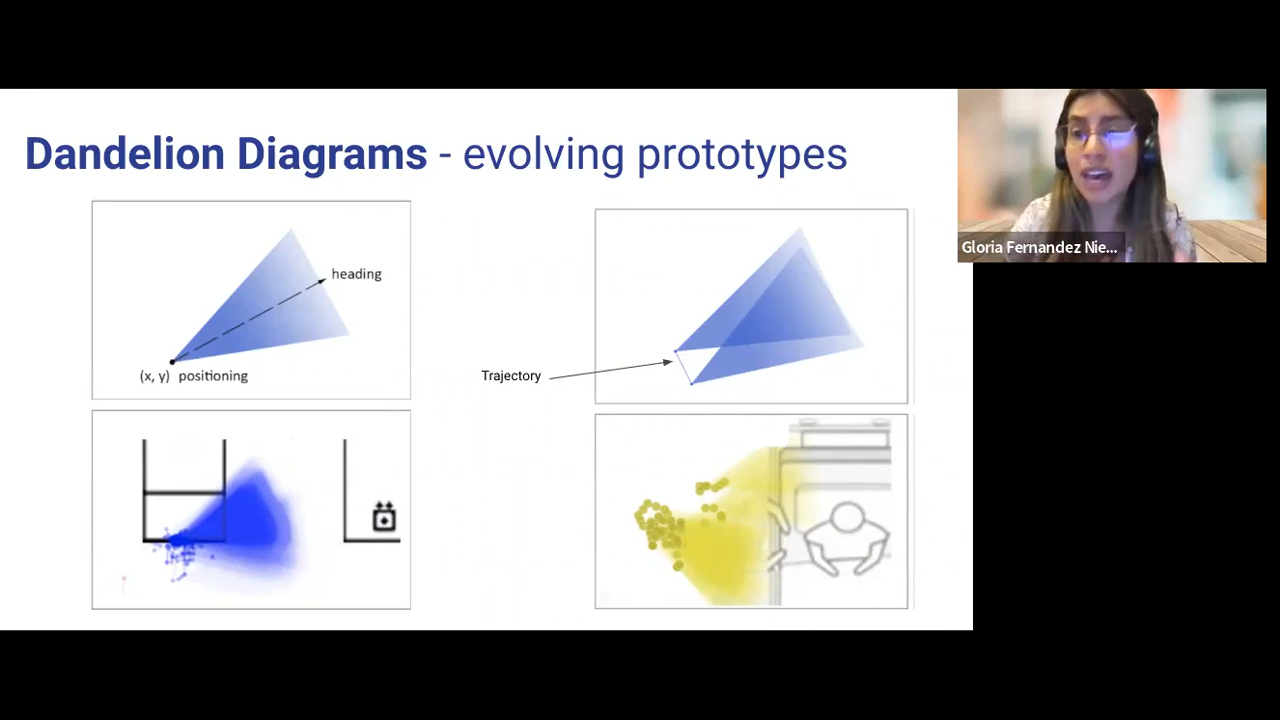 Dandelion Diagrams - evolving prototypes
Gloria Fernandez Nie...
heading
(x, y) positioning
Trajectory